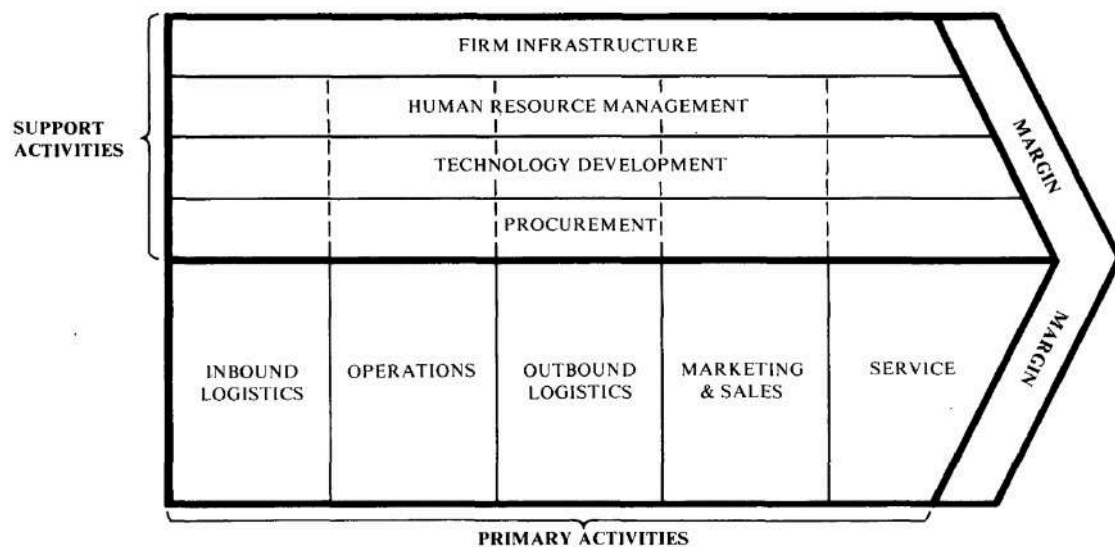 FIRM INFRASTRUCTURE
HUMAN RESOURCE MANAGEMENT
SUPPORT
ACTIVITIES
TECHNOLOGY DEVELOPMENT
PROCUREMENT
MARGIN
INBOUND
LOGISTICS
OPERATIONS
OUTBOUND
LOGISTICS
MARKETING
& SALES
SERVICE
MARGIN
PRIMARY ACTIVITIES